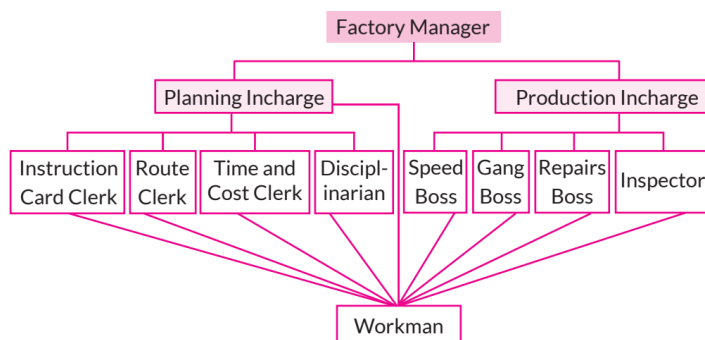 Factory Manager
Planning Incharge
Production Incharge
Instruction
Card Clerk
Route
Clerk
Time and
Cost Clerk
Discipl-
inarian
Speed
Boss
Gang
Boss
Repairs
Boss
Inspector
Workman